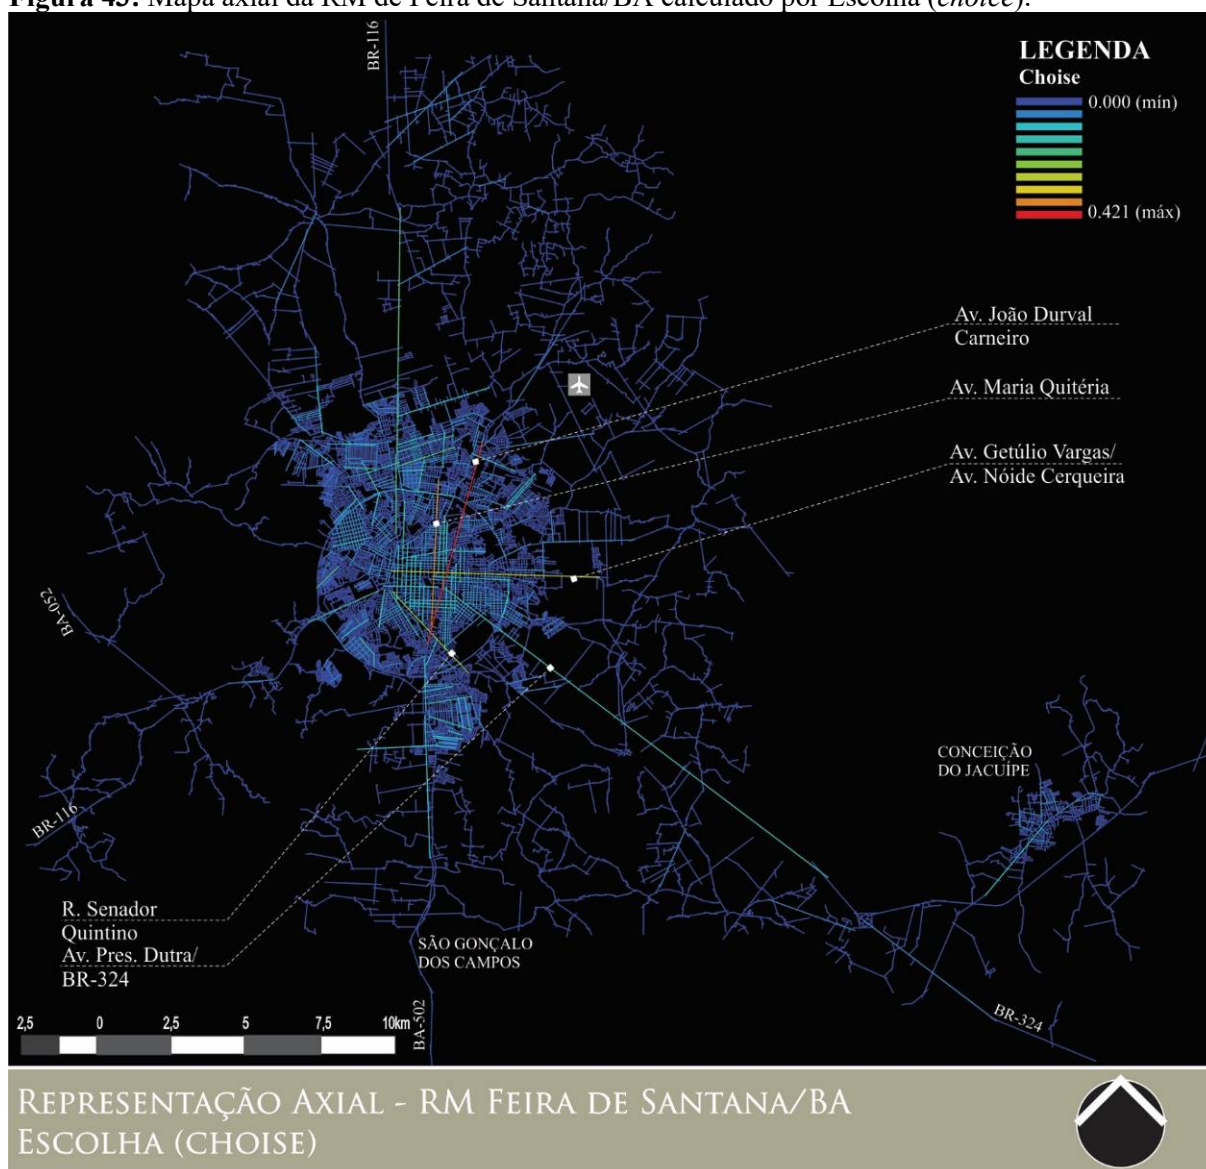 Figura 43: Mapa axial da RM de Feira de Santana/BA calculado por Escolha (choice).
BR-116
LEGENDA
Choise
0.000 (mín)
0.421 (máx)
Av. João Durval
Carneiro
Av. Maria Quitéria
Av. Getúlio Vargas/
Av. Nóide Cerqueira
BA-052
CONCEIÇÃO
DO JACUÍPE
BR-116
R. Senador
Quintino
Av. Pres. Dutra/
BR-324
SÃO GONÇALO
DOS CAMPOS
BA-502
BR-324
2,5 0 2,5 5 7,5 10km
REPRESENTAÇÃO AXIAL - RM FEIRA DE SANTANA/BA
ESCOLHA (CHOISE)